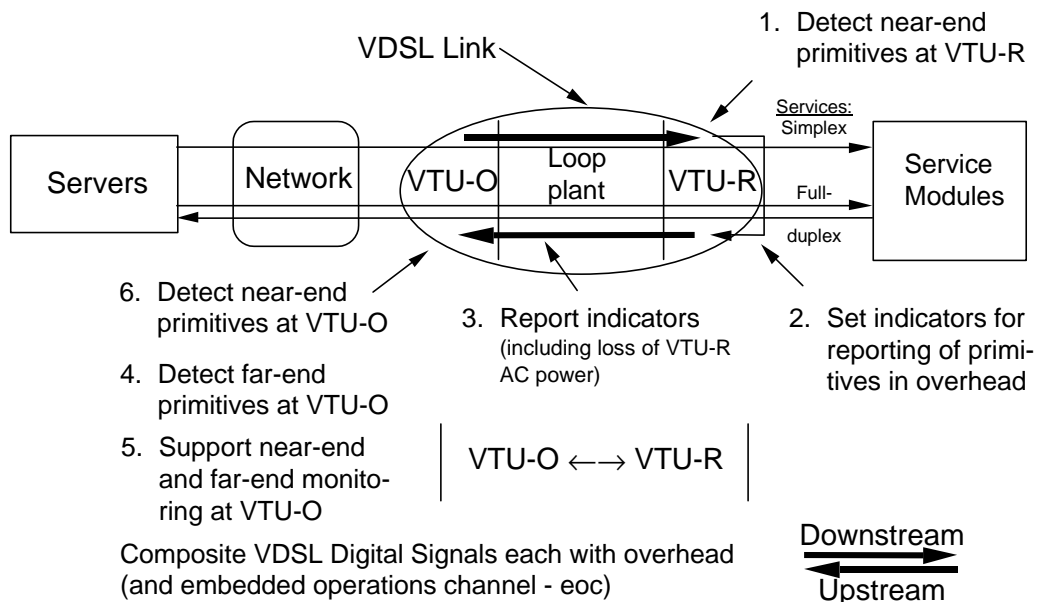 1. Detect near-end
primitives at VTU-R
VDSL Link
Services:
Simplex
Servers
Network
VTU-O
Loop
plant
VTU-R
Service
Modules
Full-
duplex
6. Detect near-end
primitives at VTU-O
3. Report indicators
(including loss of VTU-R
AC power)
2. Set indicators for
reporting of primi-
tives in overhead
4. Detect far-end
primitives at VTU-O
5. Support near-end
and far-end monito-
ring at VTU-O
VTU-O ←→ VTU-R
Composite VDSL Digital Signals each with overhead
(and embedded operations channel - eoc)
Downstream
Upstream